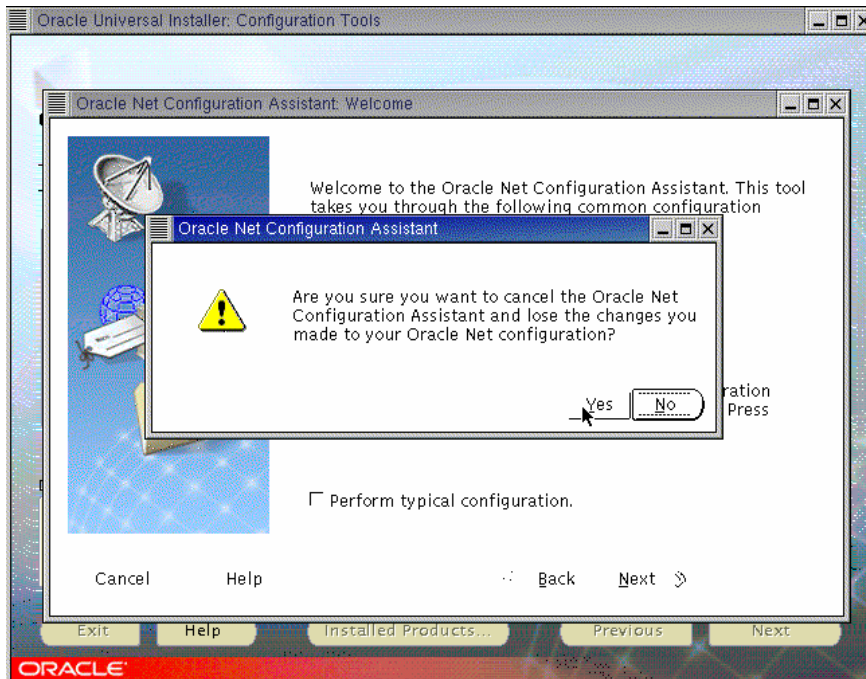 Oracle Universal Installer: Configuration Tools
Oracle Net Configuration Assistant: Welcome
Welcome to the Oracle Net Configuration Assistant. This tool
takes you through the following common configuration
Oracle Net Configuration Assistant
Are you sure you want to cancel the Oracle Net
Configuration Assistant and lose the changes you
made to your Oracle Net configuration?
Yes No
ration
Press
Perform typical configuration.
Cancel Help Back Next
Exit Help Installed Products... Previous Next
ORACLE